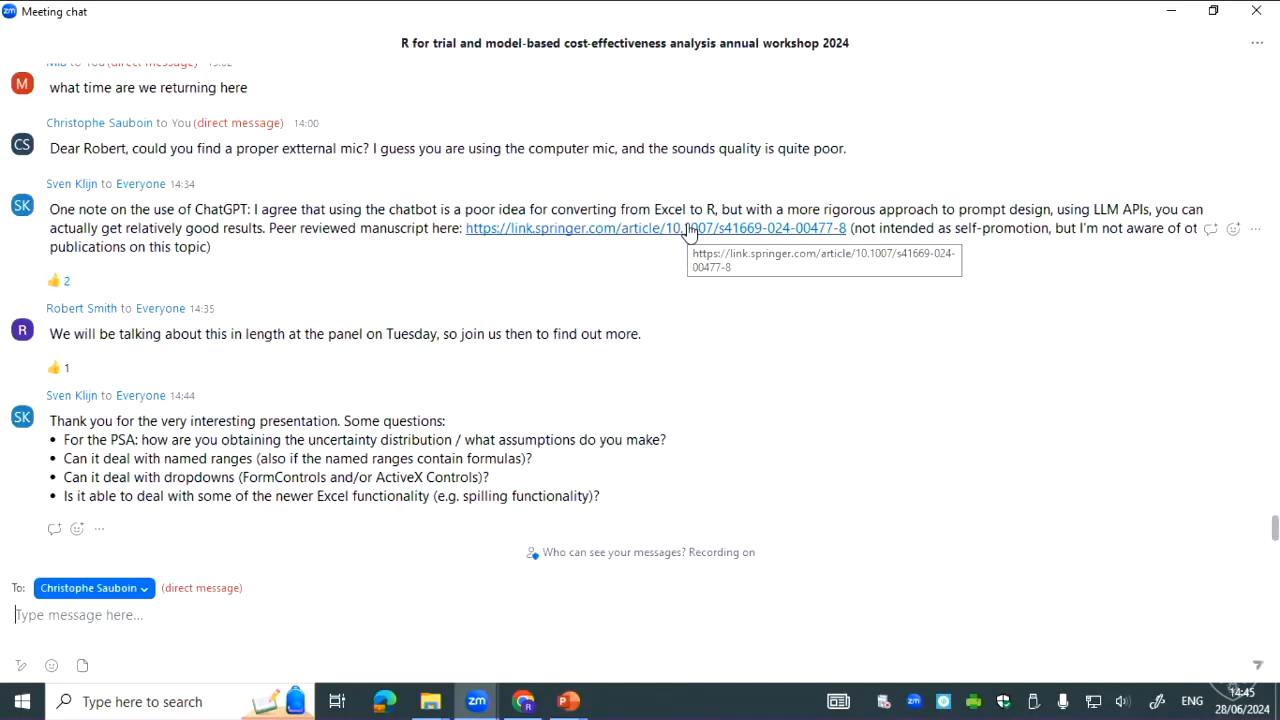 zm Meeting chat
R for trial and model-based cost-effectiveness analysis annual workshop 2024
to You (direct message)
M
what time are we returning here
Christophe Sauboin to You (direct message) 14:00
CS
Dear Robert, could you find a proper extternal mic? I guess you are using the computer mic, and the sounds quality is quite poor.
Sven Klijn to Everyone 14:34
SK
One note on the use of ChatGPT: I agree that using the chatbot is a poor idea for converting from Excel to R, but with a more rigorous approach to prompt design, using LLM APIs, you can
actually get relatively good results. Peer reviewed manuscript here: https://link.springer.com/article/10.1007/s41669-024-00477-8 (not intended as self-promotion, but I'm not aware of ot
publications on this topic)
https://link.springer.com/article/10.1007/s41669-024-
00477-8
2
Robert Smith to Everyone 14:35
R
We will be talking about this in length at the panel on Tuesday, so join us then to find out more.
1
Sven Klijn to Everyone 14:44
SK
Thank you for the very interesting presentation. Some questions:
• For the PSA: how are you obtaining the uncertainty distribution / what assumptions do you make?
• Can it deal with named ranges (also if the named ranges contain formulas)?
• Can it deal with dropdowns (FormControls and/or ActiveX Controls)?
• Is it able to deal with some of the newer Excel functionality (e.g. spilling functionality)?
Who can see your messages? Recording on
To: Christophe Sauboin (direct message)
Type message here...
Type here to search
zm
R
P
zm
ENG
14:45
28/06/2024